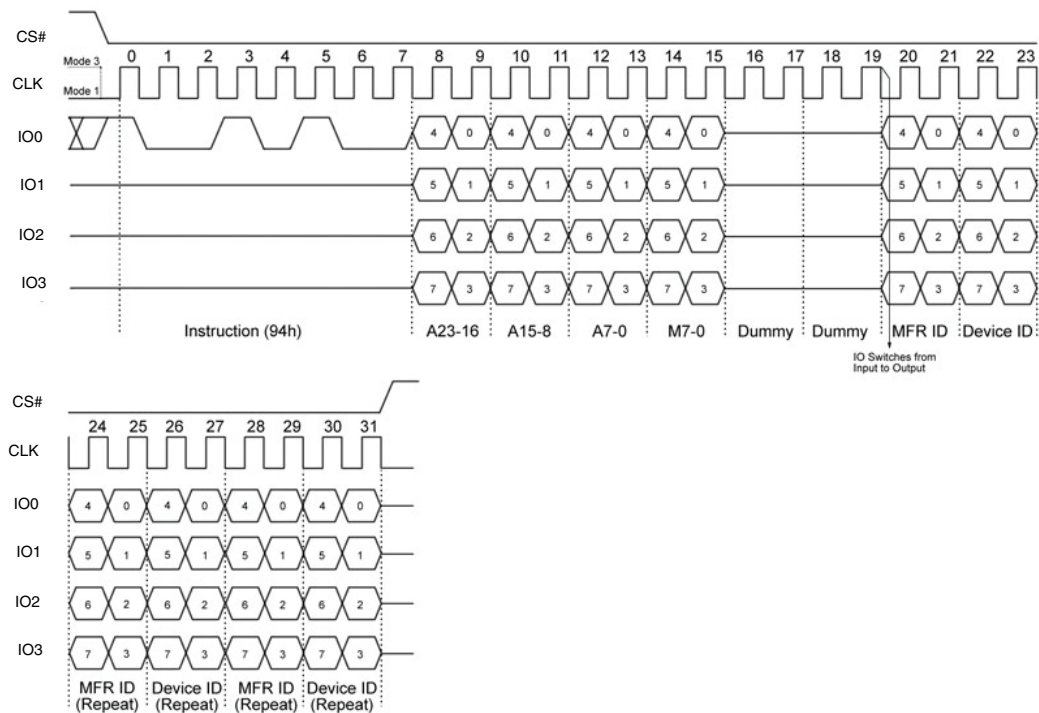 CS#
Mode 3
0 1 2 3 4 5 6 7 8 9 10 11 12 13 14 15 16 17 18 19 20 21 22 23
CLK
Mode 1
IO0 4 0 4 0 4 0 4 0 4 0 4 0
IO1 5 1 5 1 5 1 5 1 5 1 5 1
IO2 6 2 6 2 6 2 6 2 6 2 6 2
IO3 7 3 7 3 7 3 7 3 7 3 7 3
Instruction (94h) A23-16 A15-8 A7-0 M7-0 Dummy Dummy MFR ID Device ID
IO Switches from
Input to Output
CS#
24 25 26 27 28 29 30 31
CLK
IO0 4 0 4 0 4 0 4 0
IO1 5 1 5 1 5 1 5 1
IO2 6 2 6 2 6 2 6 2
IO3 7 3 7 3 7 3 7 3
MFR ID Device ID MFR ID Device ID
(Repeat) (Repeat) (Repeat) (Repeat)